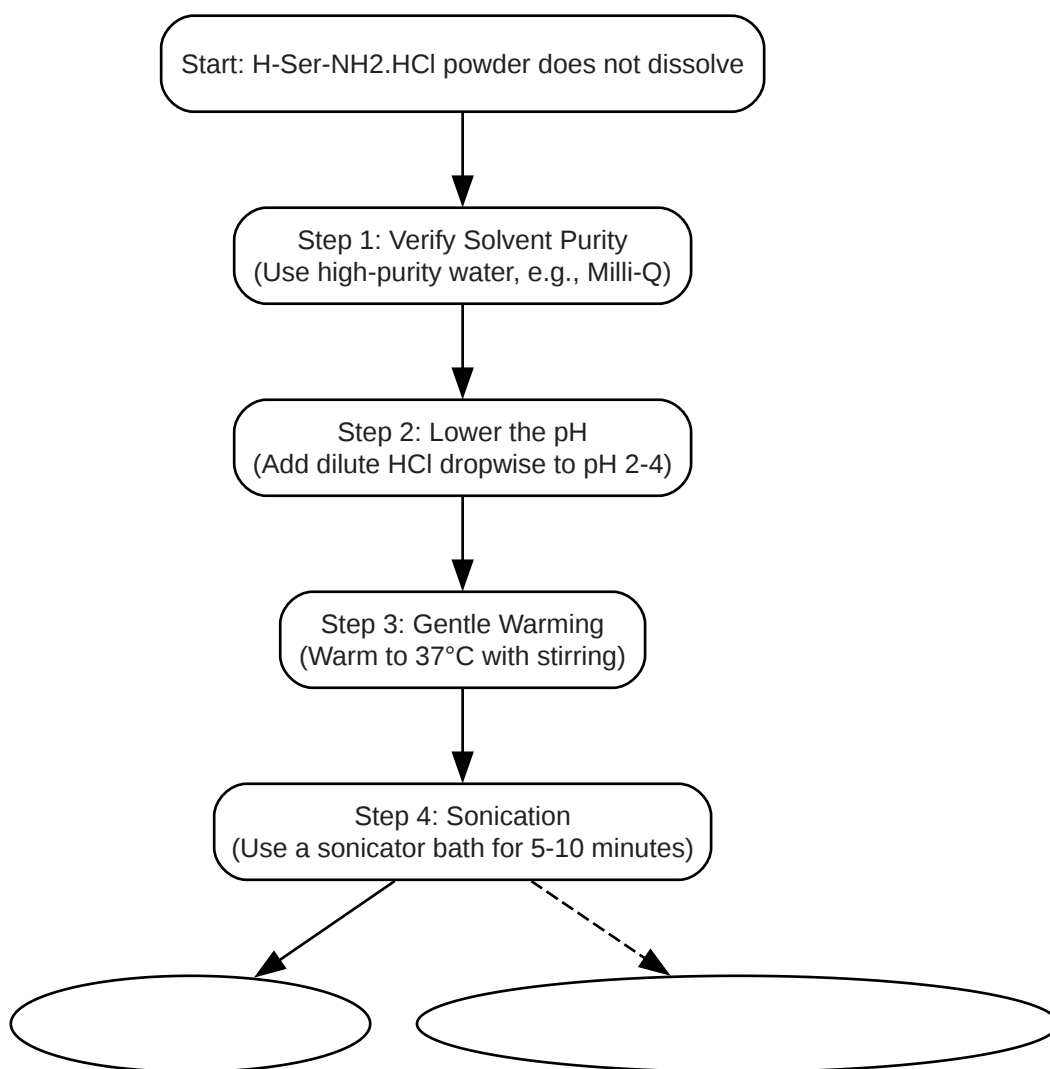 Start: H-Ser-NH2.HCl powder does not dissolve
Step 1: Verify Solvent Purity
(Use high-purity water, e.g., Milli-Q)
Step 2: Lower the pH
(Add dilute HCl dropwise to pH 2-4)
Step 3: Gentle Warming
(Warm to 37°C with stirring)
Step 4: Sonication
(Use a sonicator bath for 5-10 minutes)